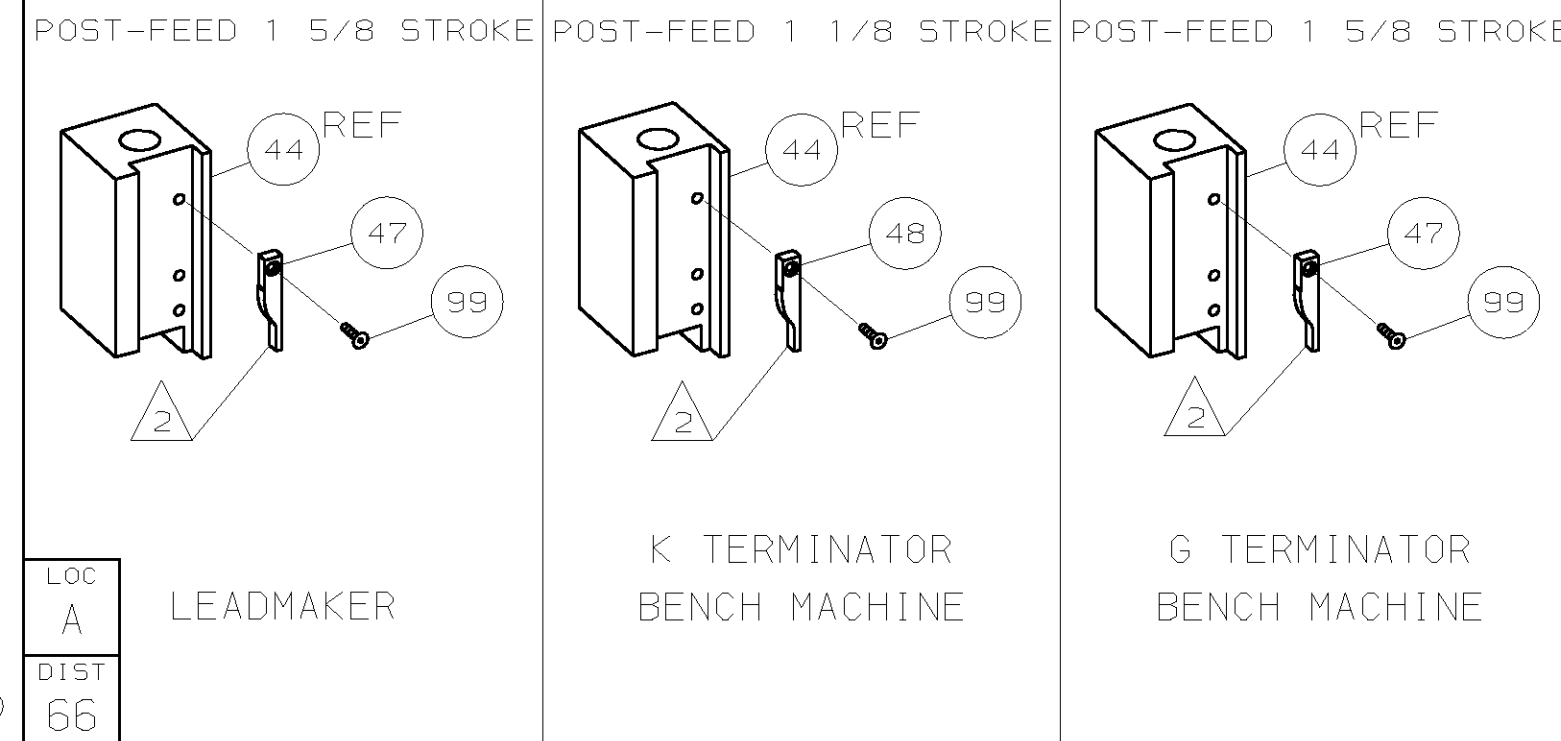 POST-FEED 1 5/8 STROKE
44
REF
47
99
2
LEADMAKER
POST-FEED 1 1/8 STROKE
44
REF
48
99
2
K TERMINATOR
BENCH MACHINE
POST-FEED 1 5/8 STROKE
44
REF
47
99
2
G TERMINATOR
BENCH MACHINE
LOC
A
DIST
66